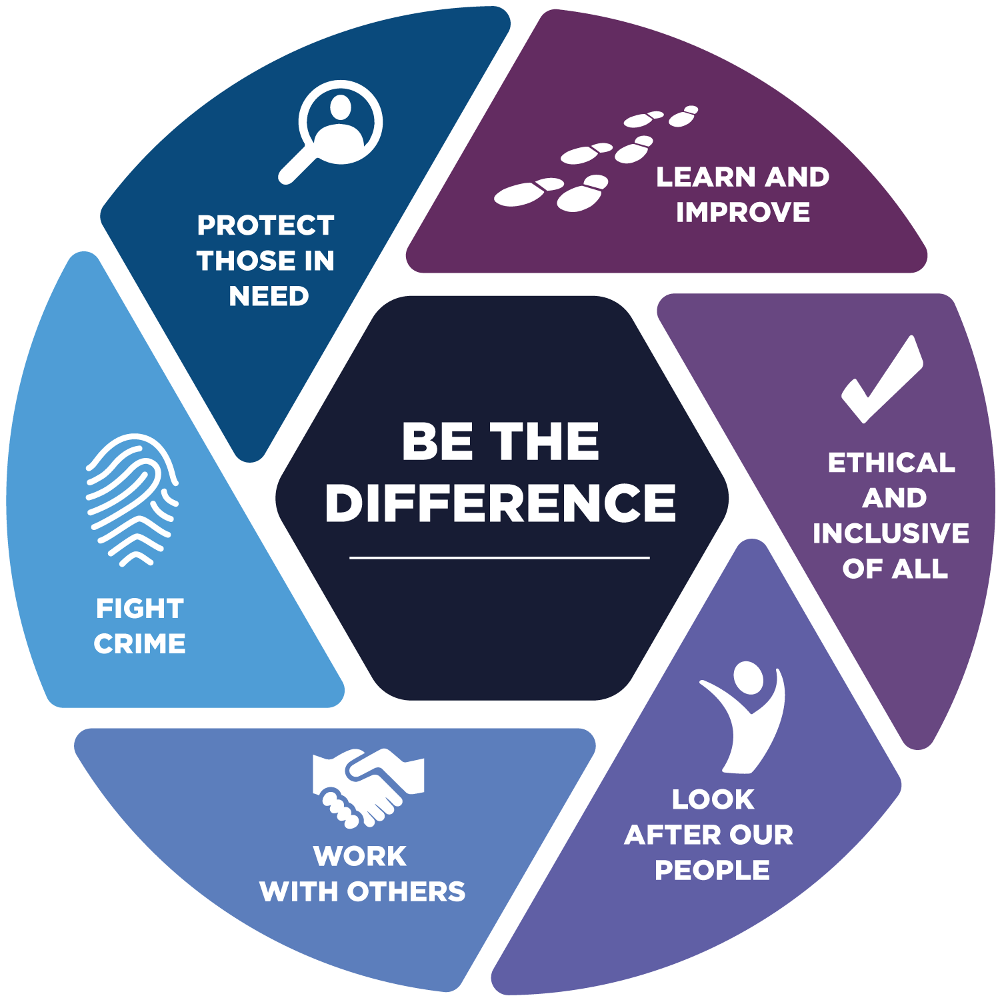 PROTECT
THOSE IN
NEED
LEARN AND
IMPROVE
ETHICAL
AND
INCLUSIVE
OF ALL
LOOK
AFTER OUR
PEOPLE
WORK
WITH OTHERS
FIGHT
CRIME
BE THE
DIFFERENCE